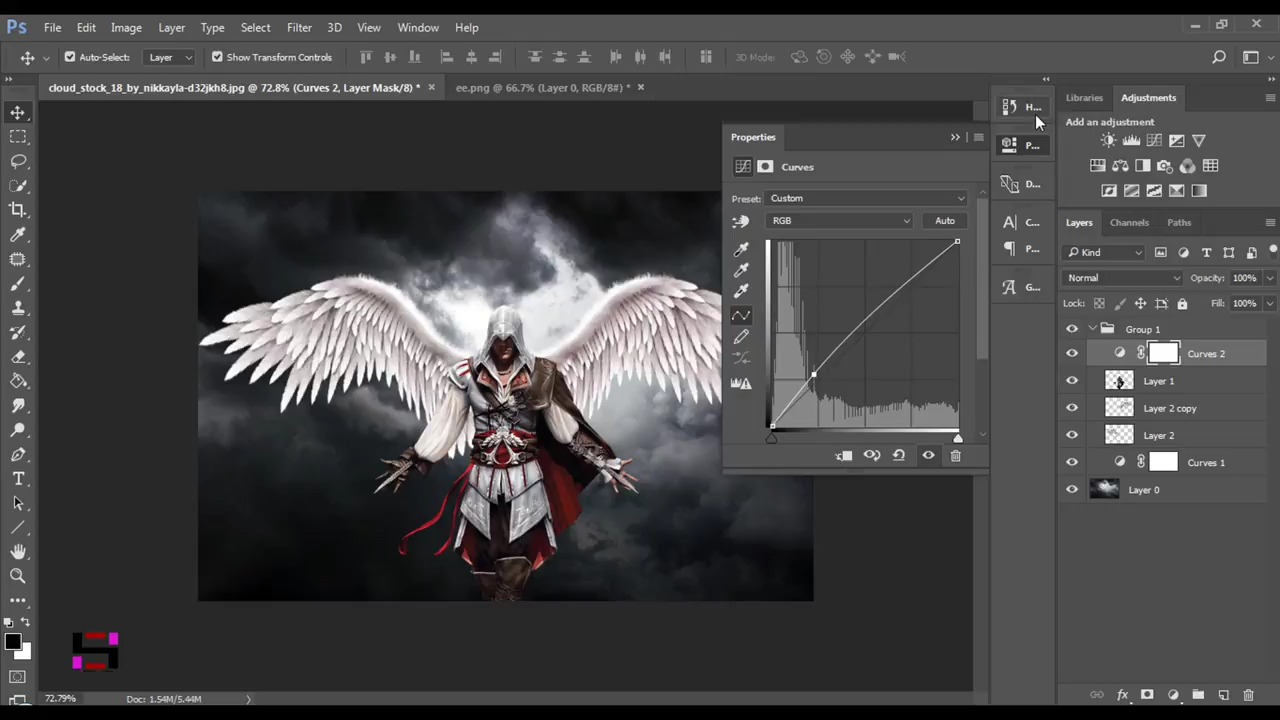 Ps File Edit Image Layer Type Select Filter 3D View Window Help
Auto-Select: Layer Show Transform Controls 3D Mode:
cloud_stock_18_by_nikkayla-d32jkh8.jpg @ 72.8% (Curves 2, Layer Mask/8) * × ee.png @ 66.7% (Layer 0, RGB/8#) * ×
H...
P...
D...
C...
P...
G...
Properties
Curves
Preset: Custom
RGB Auto
Libraries Adjustments
Add an adjustment
Layers Channels Paths
Kind
Normal Opacity: 100%
Lock: Fill: 100%
Group 1
Curves 2
Layer 1
Layer 2 copy
Layer 2
Curves 1
Layer 0
72.79% Doc: 1.54M/5.44M